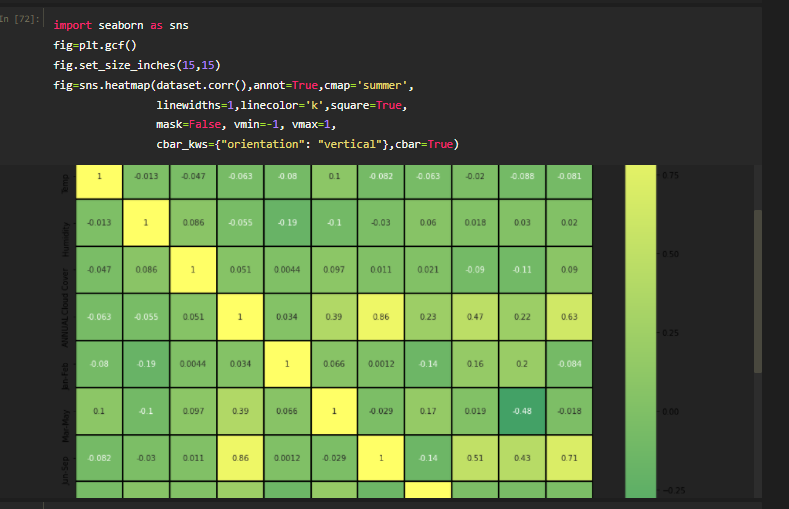 In [72]:
import seaborn as sns
fig=plt.gcf()
fig.set_size_inches(15,15)
fig=sns.heatmap(dataset.corr(),annot=True,cmap='summer',
linewidths=1,linecolor='k',square=True,
mask=False, vmin=-1, vmax=1,
cbar_kws={"orientation": "vertical"},cbar=True)
Temp 1 -0.013 -0.047 -0.063 -0.08 0.1 -0.082 -0.063 -0.02 -0.088 -0.081
Humidity -0.013 1 0.086 -0.055 -0.19 -0.1 -0.03 0.06 0.018 0.03 0.02
Cloud Cover -0.047 0.086 1 0.051 0.0044 0.097 0.011 0.021 -0.09 -0.11 0.09
ANNUAL -0.063 -0.055 0.051 1 0.034 0.39 0.86 0.23 0.47 0.22 0.63
Jan-Feb -0.08 -0.19 0.0044 0.034 1 0.066 0.0012 -0.14 0.16 0.2 -0.084
Mar-May 0.1 -0.1 0.097 0.39 0.066 1 -0.029 0.17 0.019 -0.48 -0.018
Jun-Sep -0.082 -0.03 0.011 0.86 0.0012 -0.029 1 -0.14 0.51 0.43 0.71
0.75
0.50
0.25
0.00
-0.25